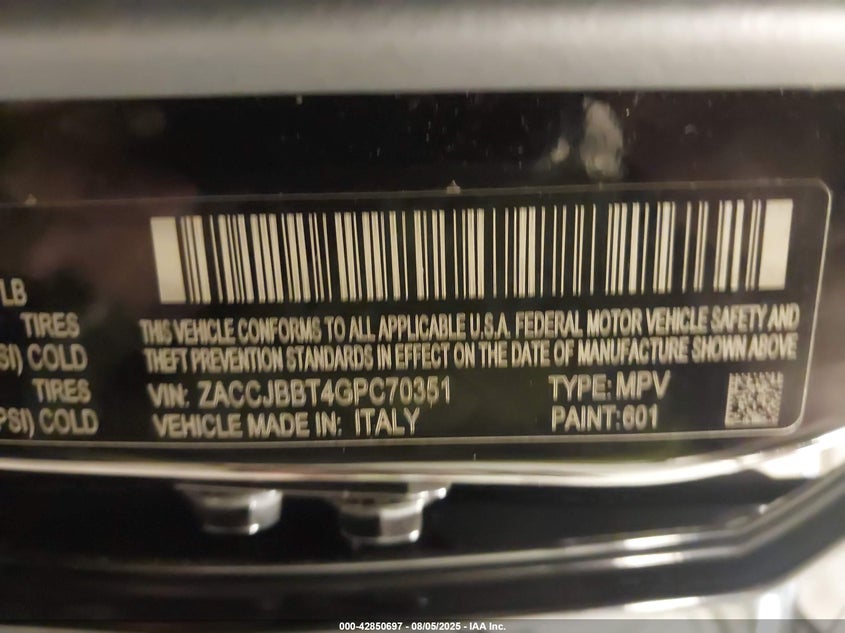 LB
TIRES
SI) COLD
TIRES
PSI) COLD
THIS VEHICLE CONFORMS TO ALL APPLICABLE U.S.A. FEDERAL MOTOR VEHICLE SAFETY AND
THEFT PREVENTION STANDARDS IN EFFECT ON THE DATE OF MANUFACTURE SHOWN ABOVE
VIN: ZACCJBBT4GPC70351 TYPE: MPV
VEHICLE MADE IN: ITALY PAINT: 601
000-42850697 - 08/05/2025 - IAA Inc.